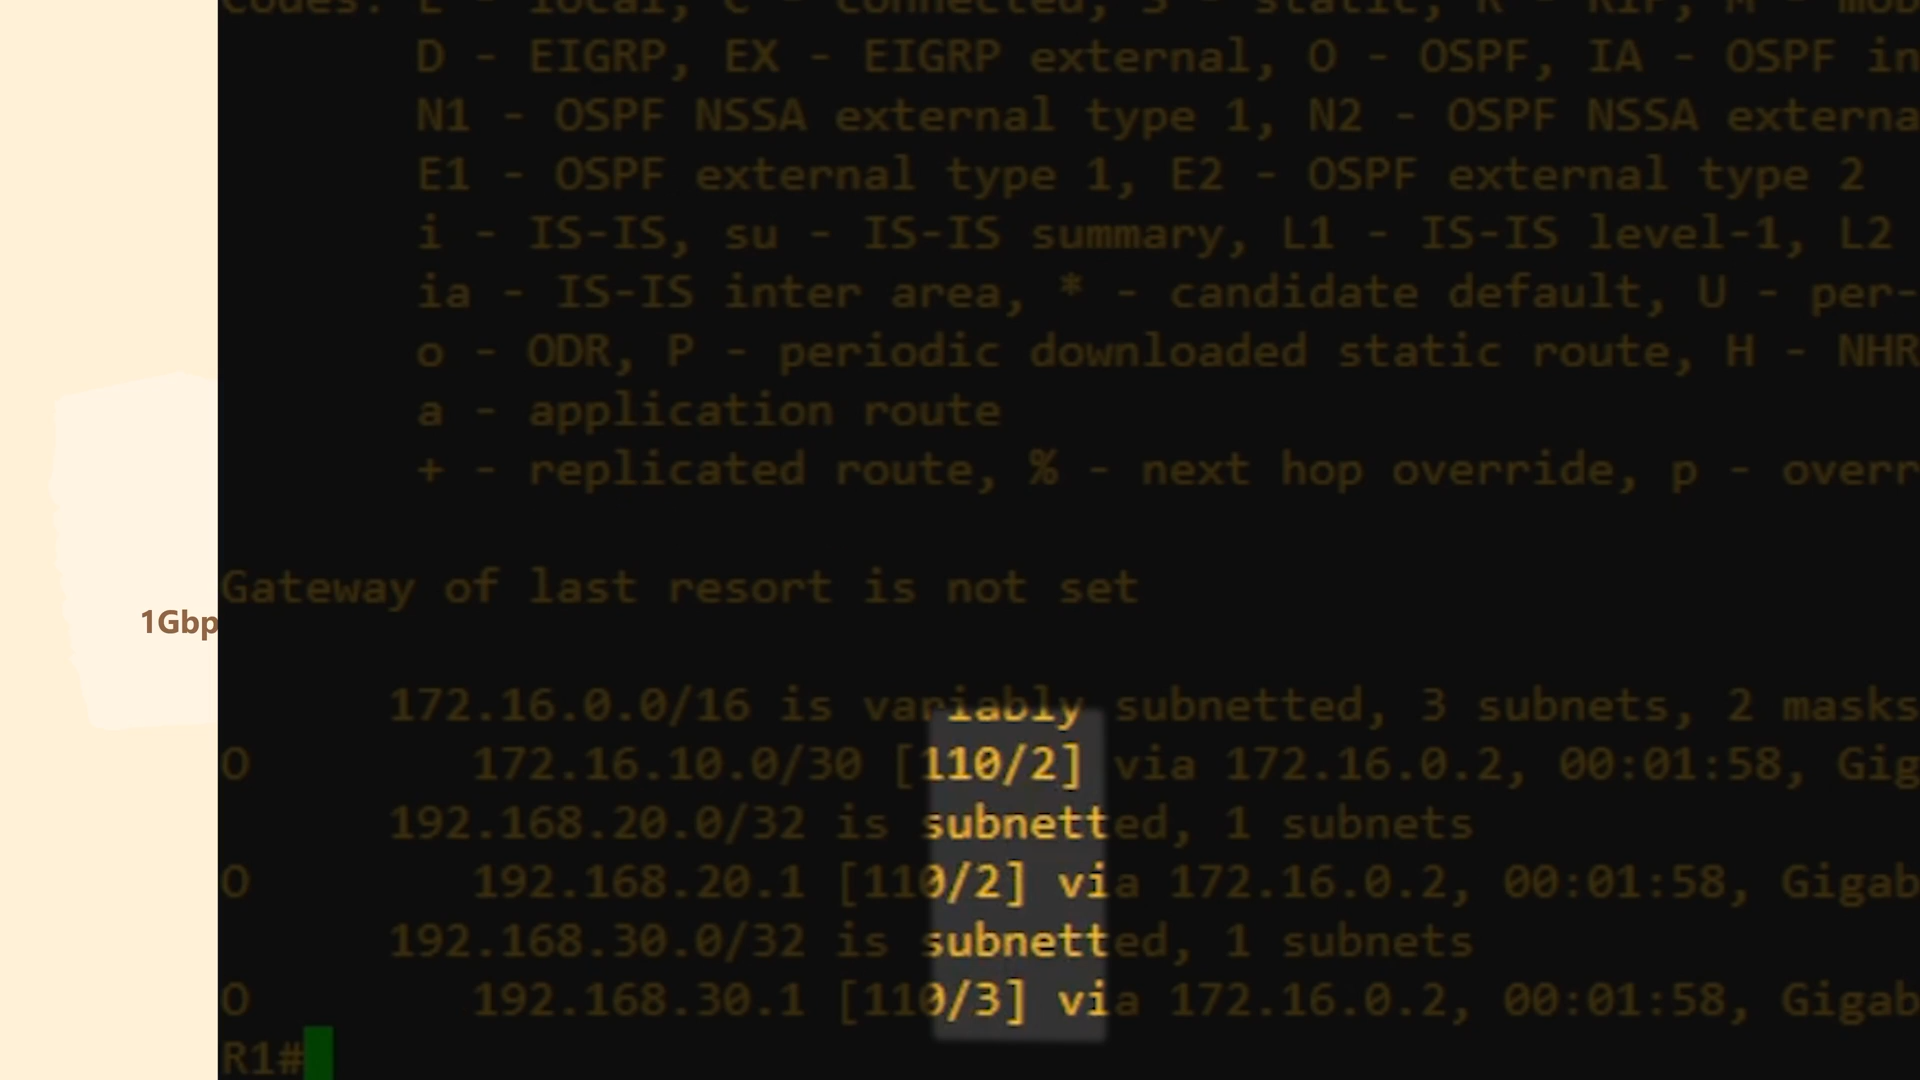 Codes: L - local, C - connected, S - static, R - RIP, M - mob
D - EIGRP, EX - EIGRP external, O - OSPF, IA - OSPF in
N1 - OSPF NSSA external type 1, N2 - OSPF NSSA externa
E1 - OSPF external type 1, E2 - OSPF external type 2
i - IS-IS, su - IS-IS summary, L1 - IS-IS level-1, L2
ia - IS-IS inter area, * - candidate default, U - per-
o - ODR, P - periodic downloaded static route, H - NHR
a - application route
+ - replicated route, % - next hop override, p - overr
Gateway of last resort is not set
1Gbp
172.16.0.0/16 is variably subnetted, 3 subnets, 2 masks
O 172.16.10.0/30 [110/2] via 172.16.0.2, 00:01:58, Gig
192.168.20.0/32 is subnetted, 1 subnets
O 192.168.20.1 [110/2] via 172.16.0.2, 00:01:58, Gigab
192.168.30.0/32 is subnetted, 1 subnets
O 192.168.30.1 [110/3] via 172.16.0.2, 00:01:58, Gigab
R1#